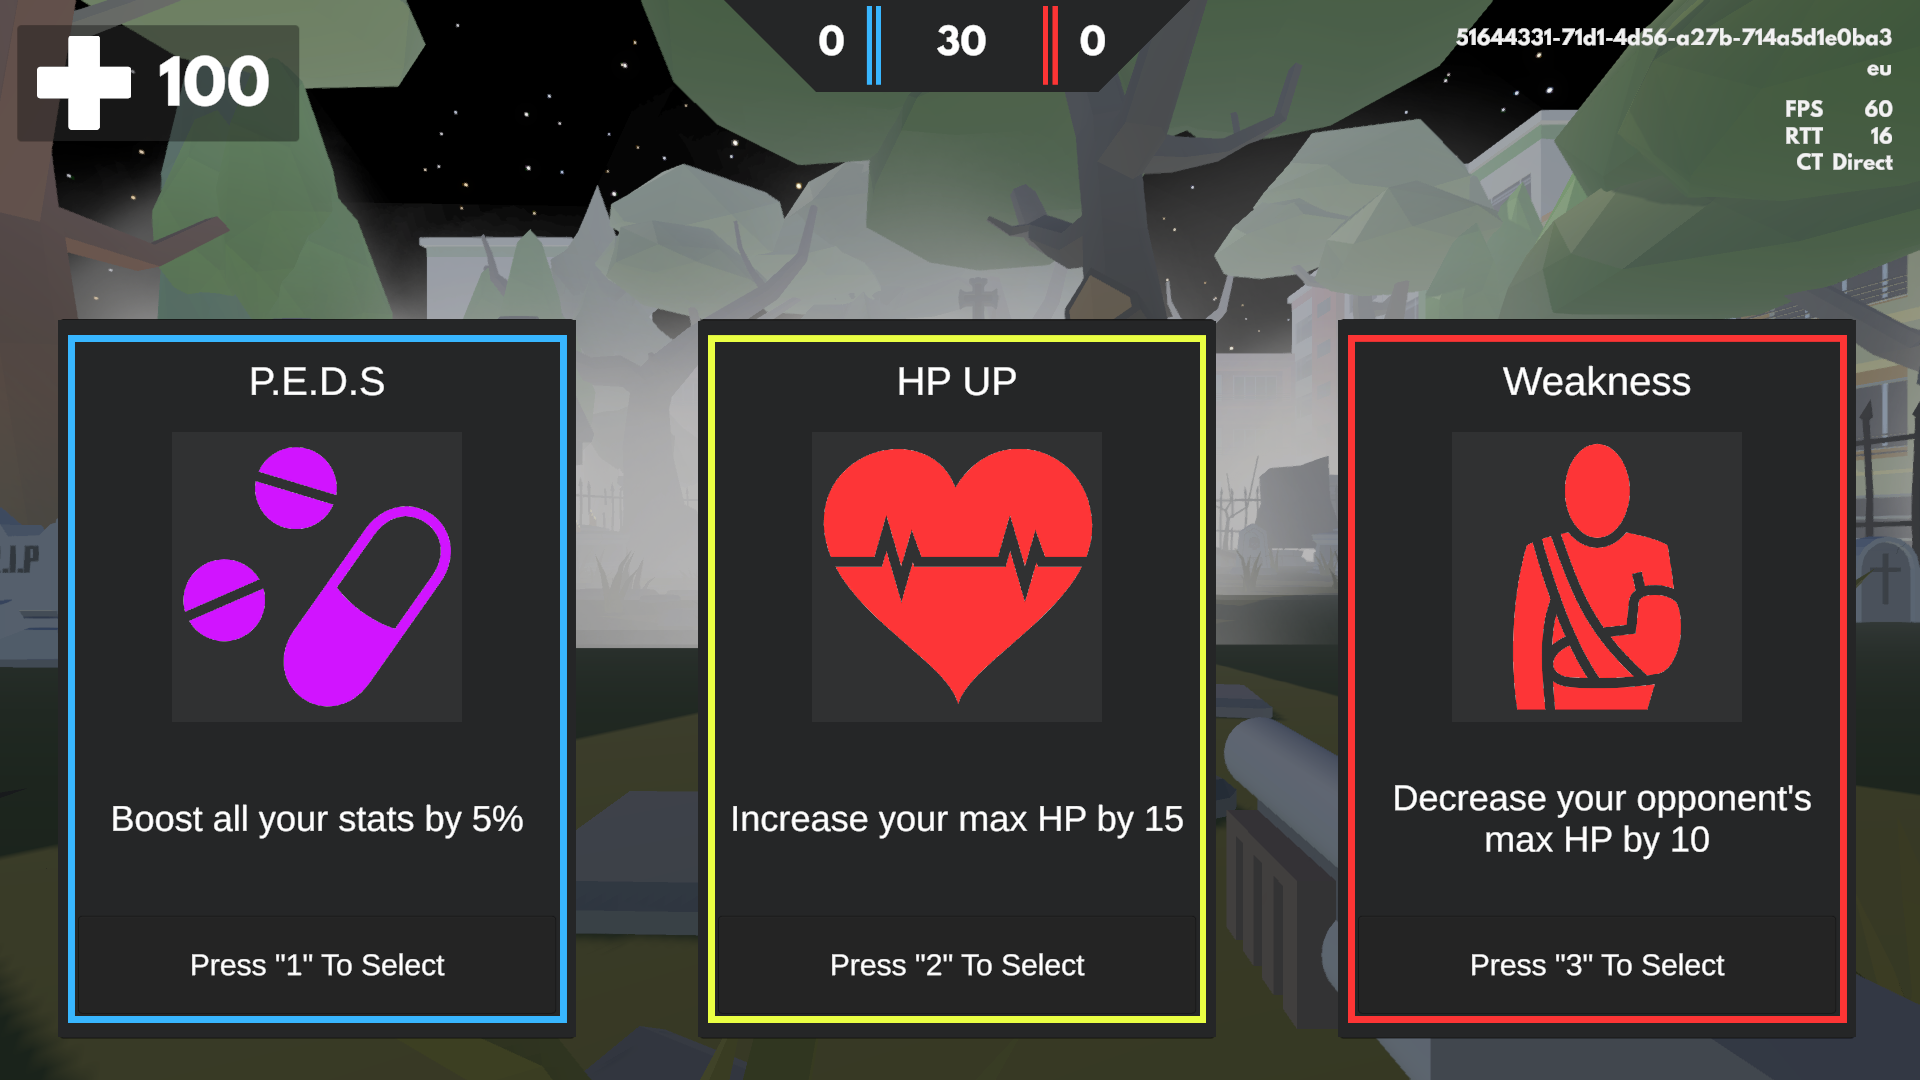 100
0 30 0
51644331-71d1-4d56-a27b-714a5d1e0ba3
eu
FPS 60
RTT 16
CT Direct
P.E.D.S
Boost all your stats by 5%
Press "1" To Select
HP UP
Increase your max HP by 15
Press "2" To Select
Weakness
Decrease your opponent's
max HP by 10
Press "3" To Select
.I.P